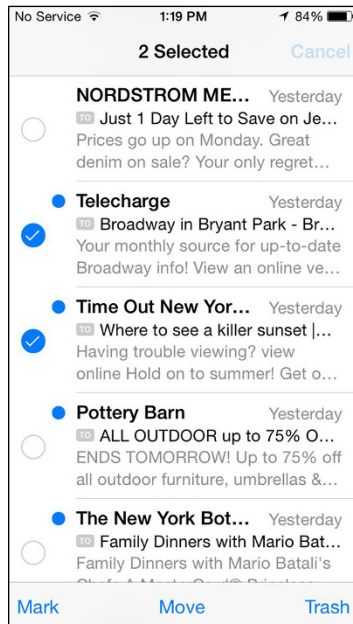 No Service 1:19 PM 84%
2 Selected Cancel
NORDSTROM ME... Yesterday
TO Just 1 Day Left to Save on Je...
Prices go up on Monday. Great
denim on sale? Your only regret...
Telecharge Yesterday
TO Broadway in Bryant Park - Br...
Your monthly source for up-to-date
Broadway info! View an online ve...
Time Out New Yor... Yesterday
TO Where to see a killer sunset |...
Having trouble viewing? view
online Hold on to summer! Get o...
Pottery Barn Yesterday
TO ALL OUTDOOR up to 75% O...
ENDS TOMORROW! Up to 75% off
all outdoor furniture, umbrellas &...
The New York Bot... Yesterday
TO Family Dinners with Mario Bat...
Family Dinners with Mario Batali's
Chefs A MasterCard® Priceless
Mark Move Trash